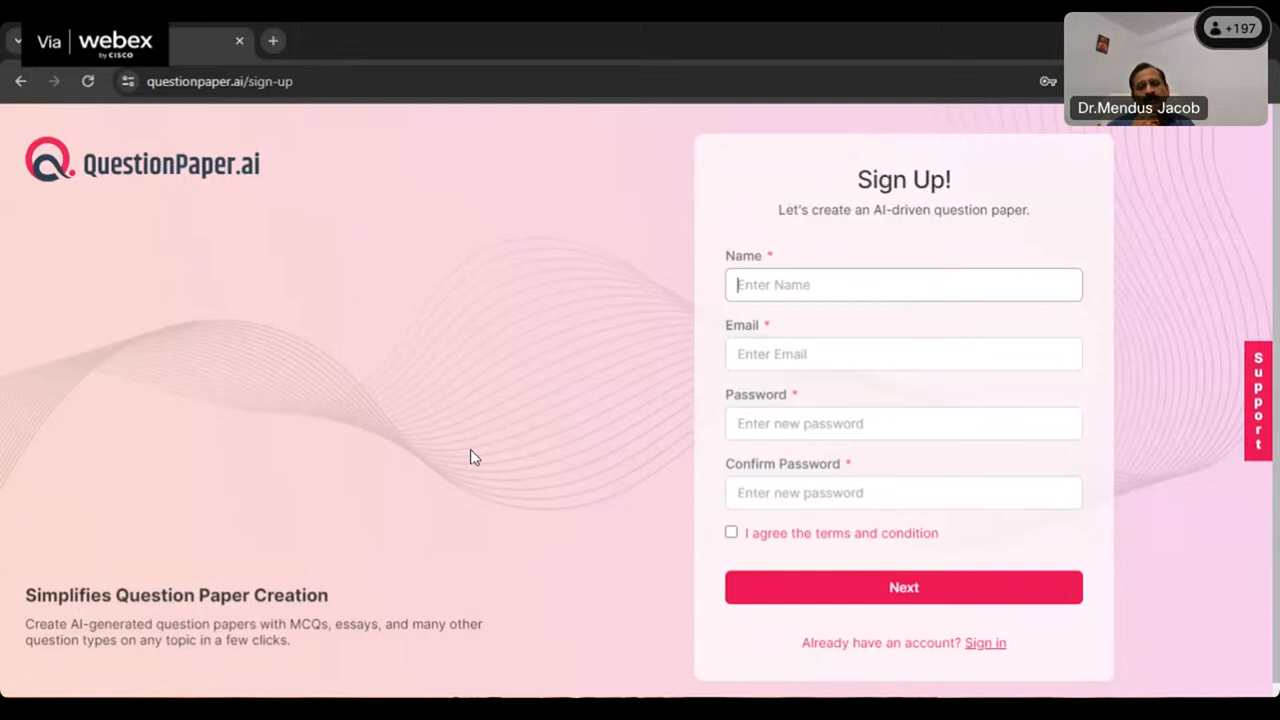 Via | webex
by CISCO
questionpaper.ai/sign-up
+197
Dr.Mendus Jacob
QuestionPaper.ai
Sign Up!
Let's create an AI-driven question paper.
Name *
Enter Name
Email *
Enter Email
Password *
Enter new password
Confirm Password *
Enter new password
I agree the terms and condition
Next
Already have an account? Sign in
Support
Simplifies Question Paper Creation
Create AI-generated question papers with MCQs, essays, and many other
question types on any topic in a few clicks.